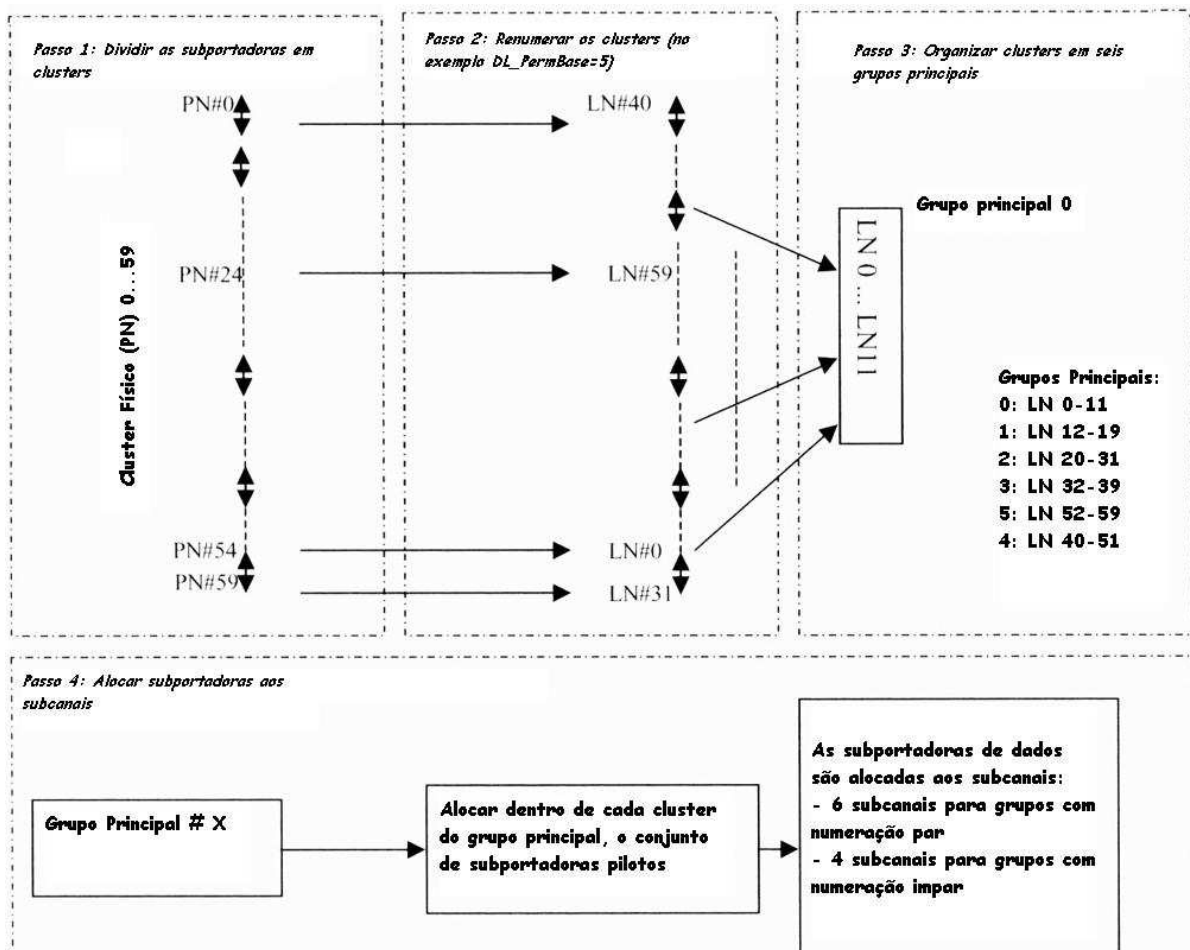 Passo 1: Dividir as subportadoras em
clusters
PN#0
PN#24
Cluster Físico (PN) 0...59
PN#54
PN#59
Passo 2: Renumerar os clusters (no
exemplo DL_PermBase=5)
LN#40
LN#59
LN#0
LN#31
Passo 3: Organizar clusters em seis
grupos principais
Grupo principal 0
LN 0 ... LN11
Grupos Principais:
0: LN 0-11
1: LN 12-19
2: LN 20-31
3: LN 32-39
5: LN 52-59
4: LN 40-51
Passo 4: Alocar subportadoras aos
subcanais
Grupo Principal # X
Alocar dentro de cada cluster
do grupo principal, o conjunto
de subportadoras pilotos
As subportadoras de dados
são alocadas aos subcanais:
- 6 subcanais para grupos com
numeração par
- 4 subcanais para grupos com
numeração impar